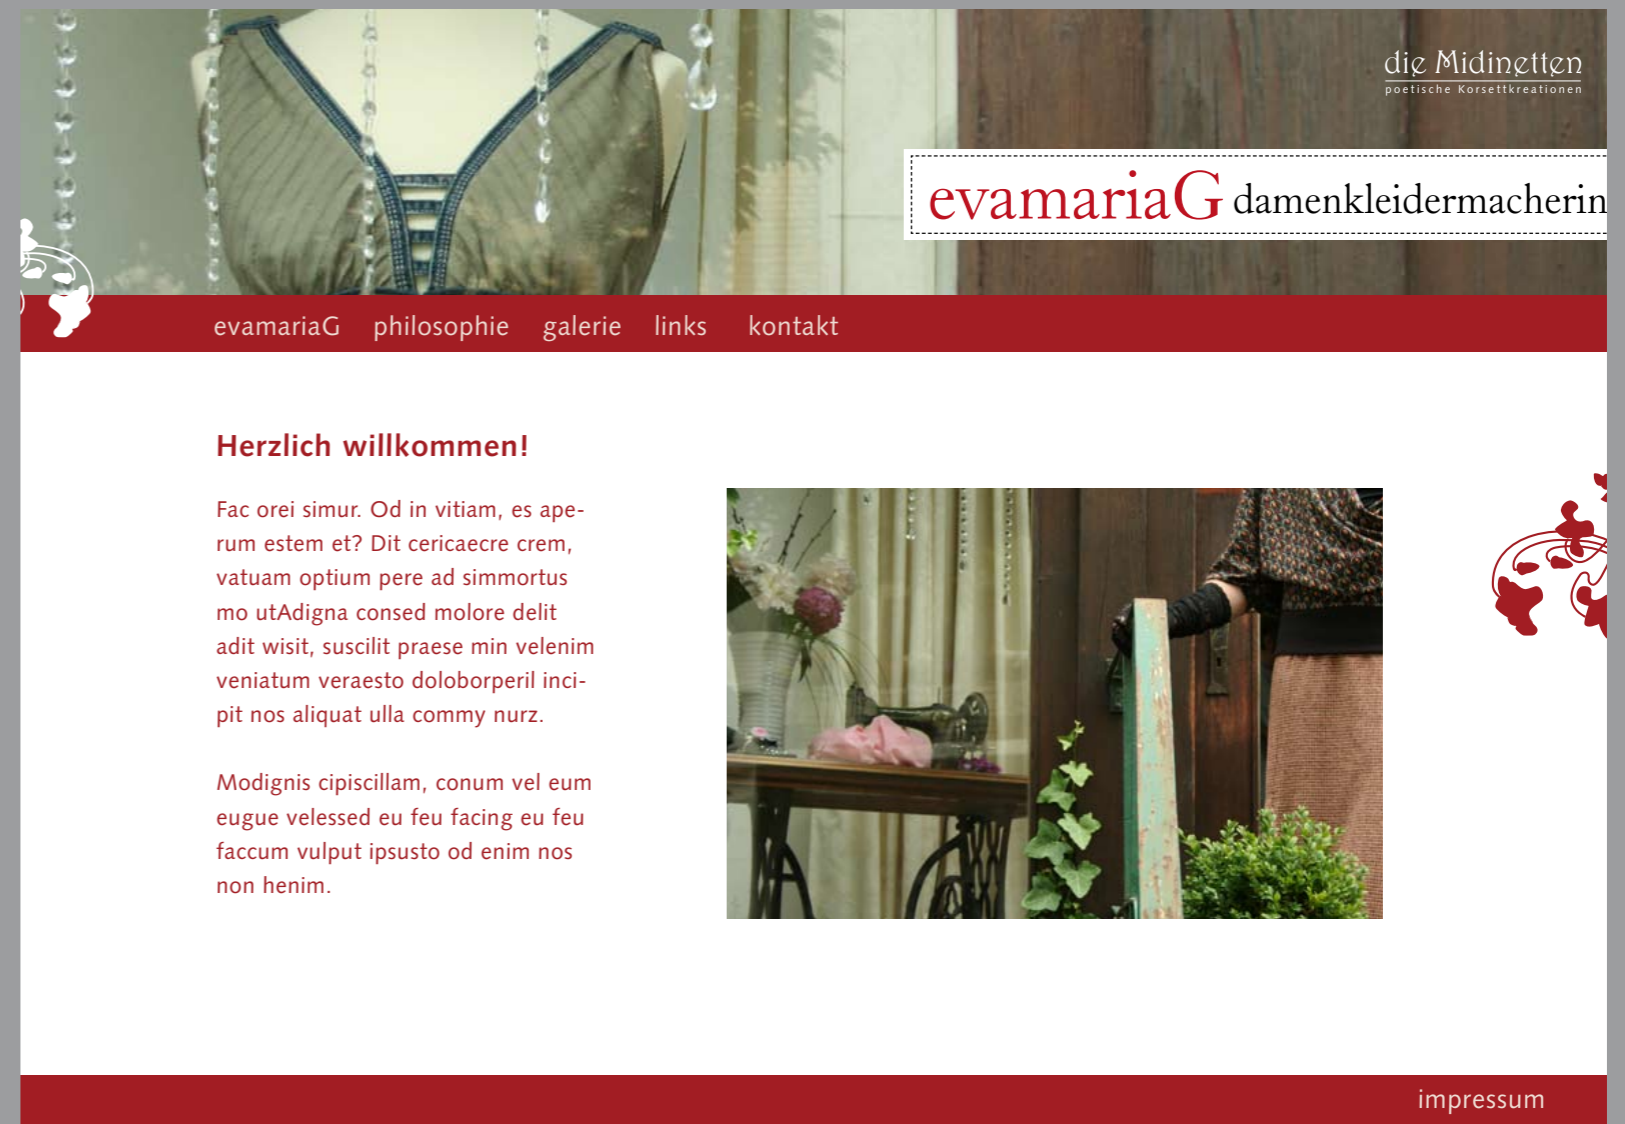 die Midinetten
poetische Korsettkreationen
evamariaG damenkleidermacherin
evamariaG philosophie galerie links kontakt
Herzlich willkommen!
Fac orei simur. Od in vitiam, es ape-
rum estem et? Dit cericaecre crem,
vatuam optium pere ad simmortus
mo utAdigna consed molore delit
adit wisit, suscilit praese min velenim
veniatum veraesto doloborperil inci-
pit nos aliquat ulla commy nurz.
Modignis cipiscillam, conum vel eum
eugue velessed eu feu facing eu feu
faccum vulput ipsusto od enim nos
non henim.
impressum